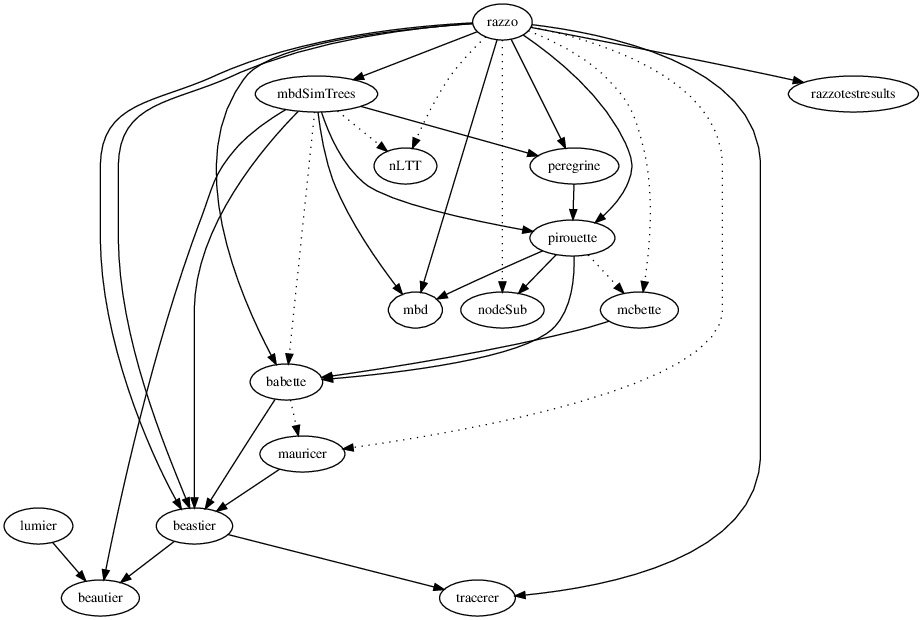 razzo
mbdSimTrees
razzotestresults
nLTT
peregrine
pirouette
mbd
nodeSub
mcbette
babette
mauricer
lumier
beastier
beautier
tracerer